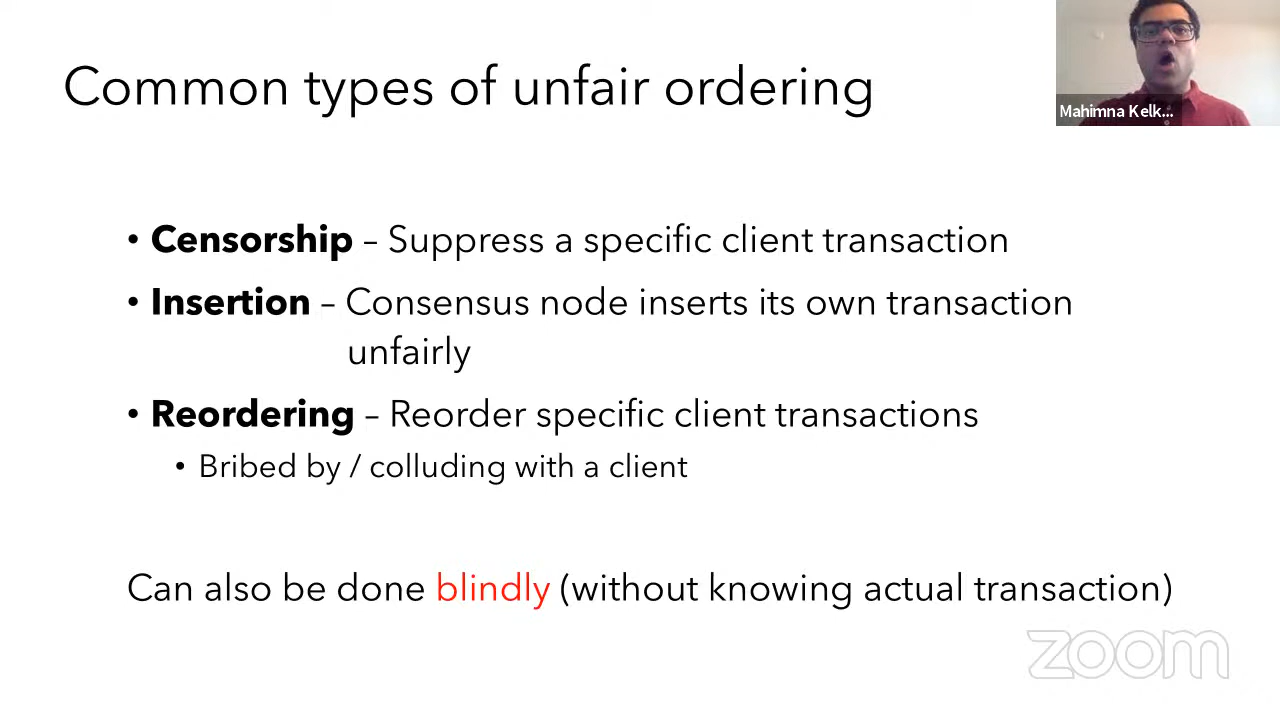 Common types of unfair ordering
Mahimna Kelk...
• Censorship – Suppress a specific client transaction
• Insertion – Consensus node inserts its own transaction
unfairly
• Reordering – Reorder specific client transactions
• Bribed by / colluding with a client
Can also be done blindly (without knowing actual transaction)
zoom